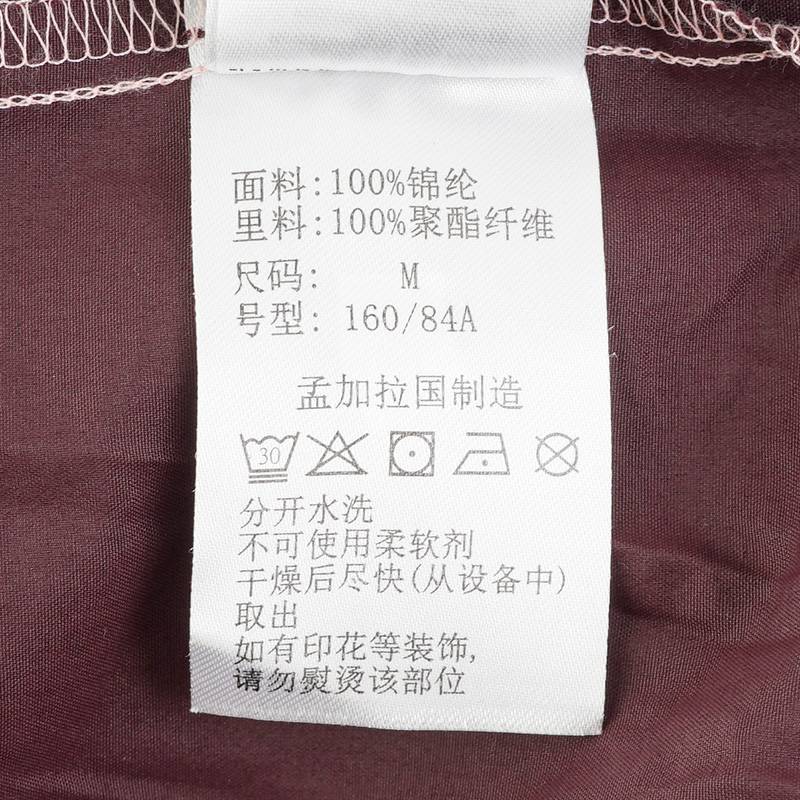 面料:100%锦纶
里料:100%聚酯纤维
尺码: M
号型: 160/84A
孟加拉国制造
30
分开水洗
不可使用柔软剂
干燥后尽快(从设备中)
取出
如有印花等装饰,
请勿熨烫该部位